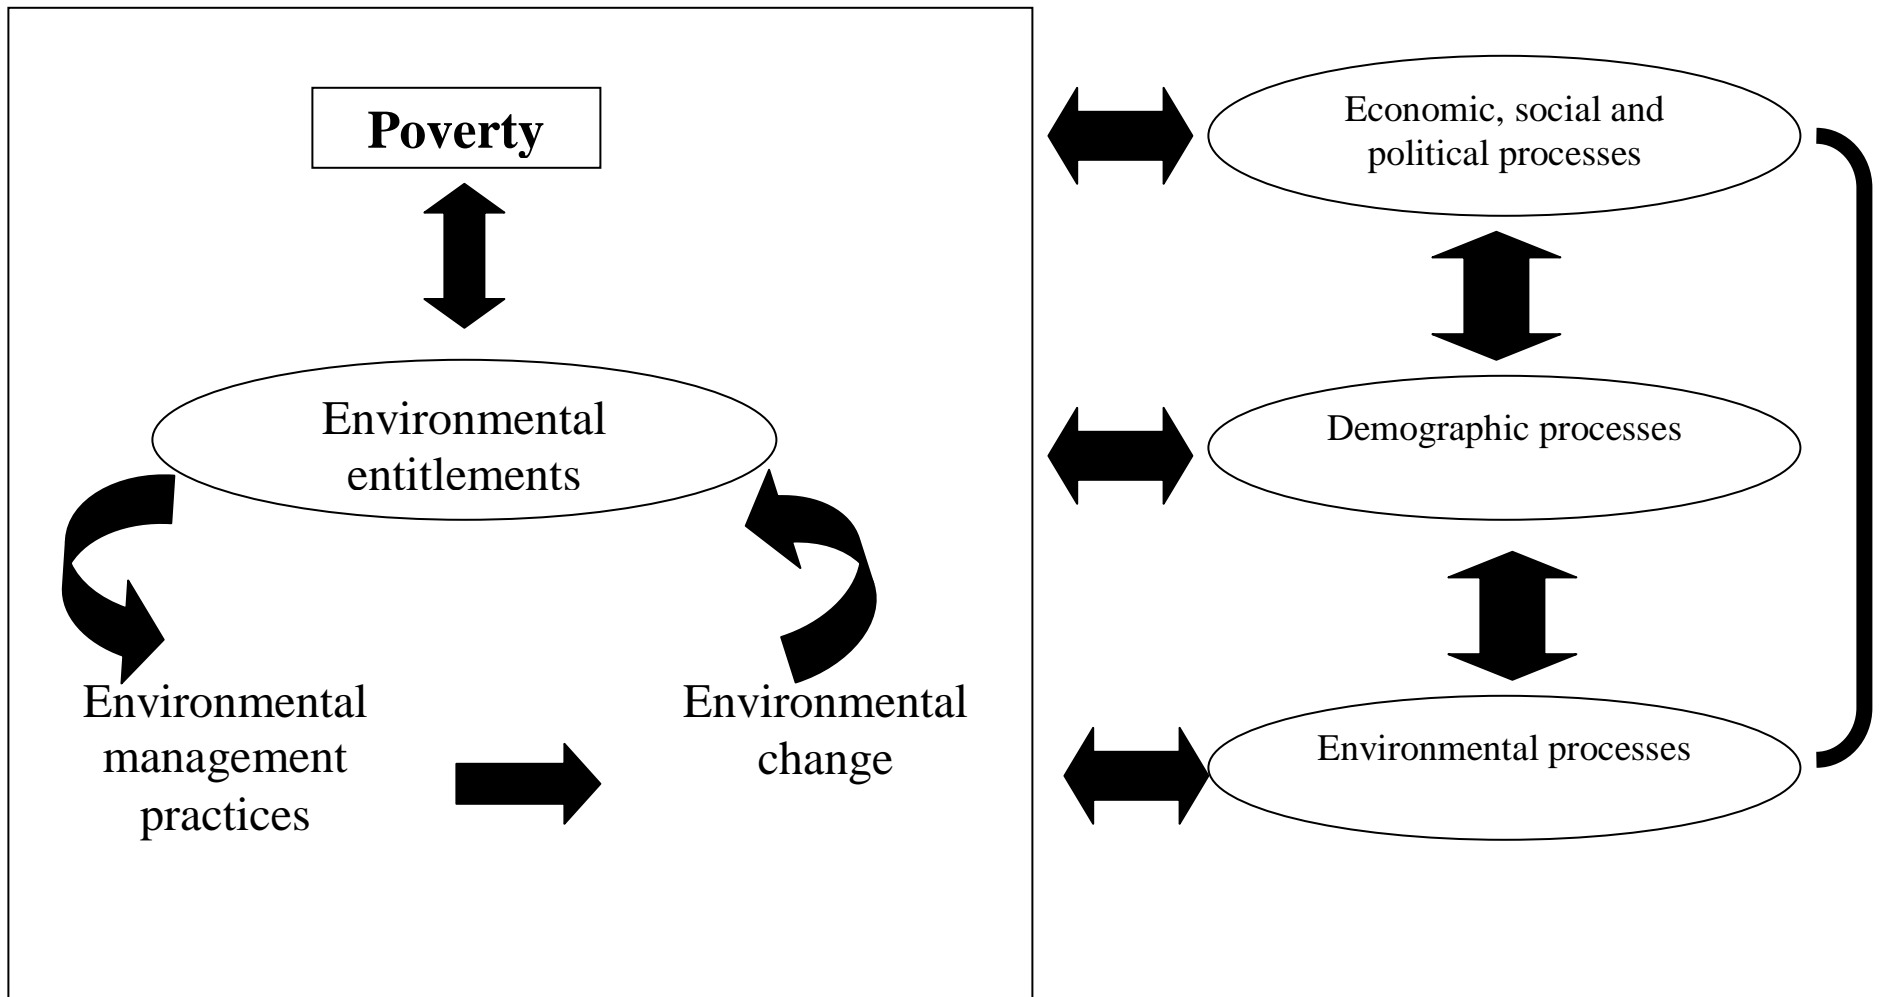 Poverty
Environmental
entitlements
Environmental
management
practices
Environmental
change
Economic, social and
political processes
Demographic processes
Environmental processes